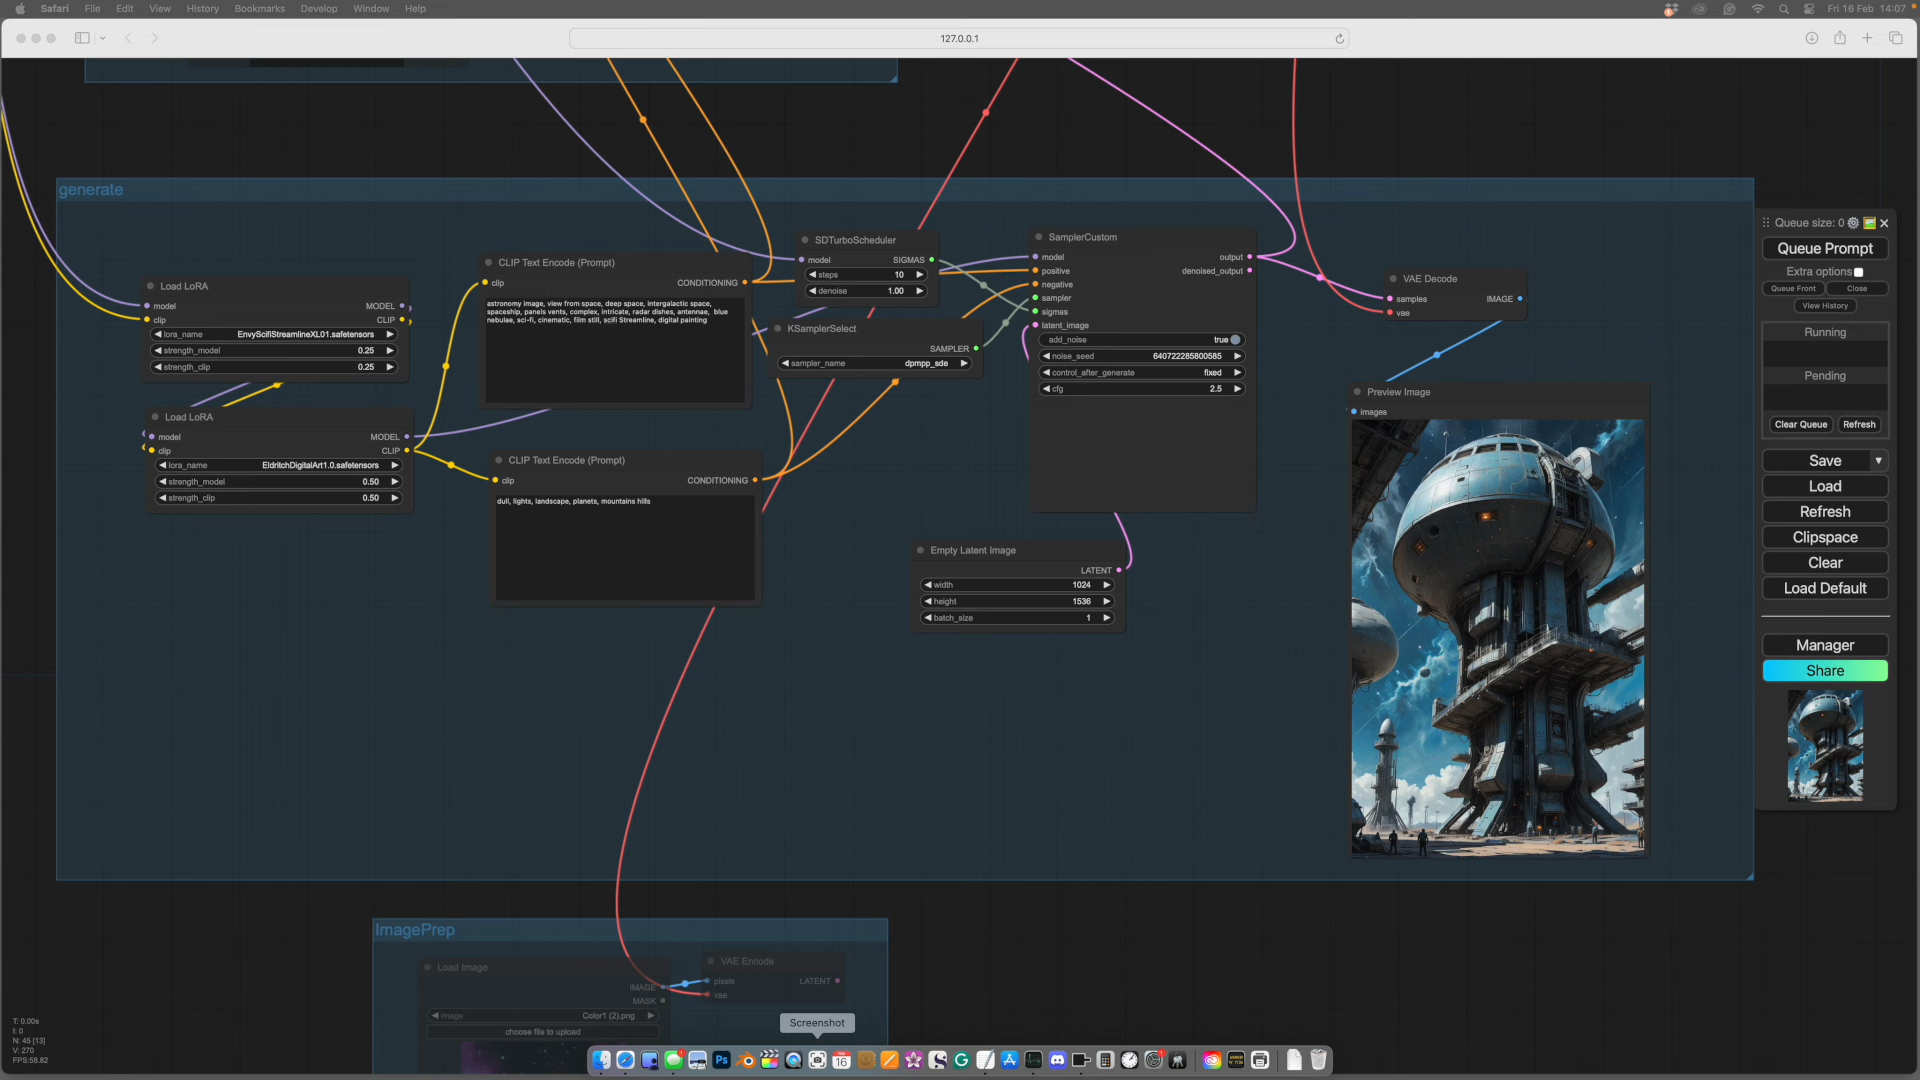 Safari File Edit View History Bookmarks Develop Window Help
Fri 16 Feb 14:07
127.0.0.1
generate
Load LoRA
model MODEL
clip CLIP
lora_name EnvyScifiStreamlineXL01.safetensors
strength_model 0.25
strength_clip 0.25
Load LoRA
model MODEL
clip CLIP
lora_name EldritchDigitalArt1.0.safetensors
strength_model 0.50
strength_clip 0.50
CLIP Text Encode (Prompt)
clip CONDITIONING
astronomy image, view from space, deep space, intergalactic space,
spaceship, panels vents, complex, intricate, radar dishes, antennae, blue
nebulae, sci-fi, cinematic, film still, scifi Streamline, digital painting
CLIP Text Encode (Prompt)
clip CONDITIONING
dull, lights, landscape, planets, mountains hills
SDTurboScheduler
model SIGMAS
steps 10
denoise 1.00
KSamplerSelect
SAMPLER
sampler_name dpmpp_sde
SamplerCustom
model output
positive denoised_output
negative
sampler
sigmas
latent_image
add_noise true
noise_seed 640722285800585
control_after_generate fixed
cfg 2.5
Empty Latent Image
LATENT
width 1024
height 1536
batch_size 1
VAE Decode
samples IMAGE
vae
Preview Image
images
Queue size: 0
Queue Prompt
Extra options
Queue Front Close
View History
Running
Pending
Clear Queue Refresh
Save
Load
Refresh
Clipspace
Clear
Load Default
Manager
Share
ImagePrep
Load Image
IMAGE
MASK
image Color1 (2).png
choose file to upload
VAE Encode
pixels LATENT
vae
Screenshot
T: 0.00s
I: 0
N: 45 [13]
V: 270
FPS:58.82
Ps
16